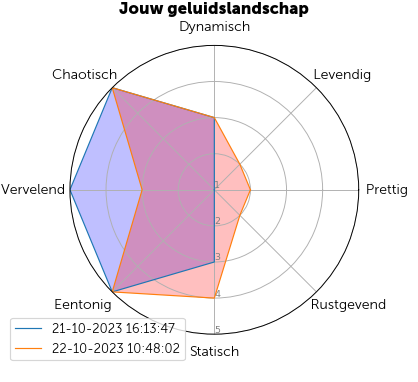 Jouw geluidslandschap
Dynamisch
Chaotisch
Levendig
Vervelend
1
Prettig
2
3
4
Eentonig
Rustgevend
21-10-2023 16:13:47
5
22-10-2023 10:48:02
Statisch